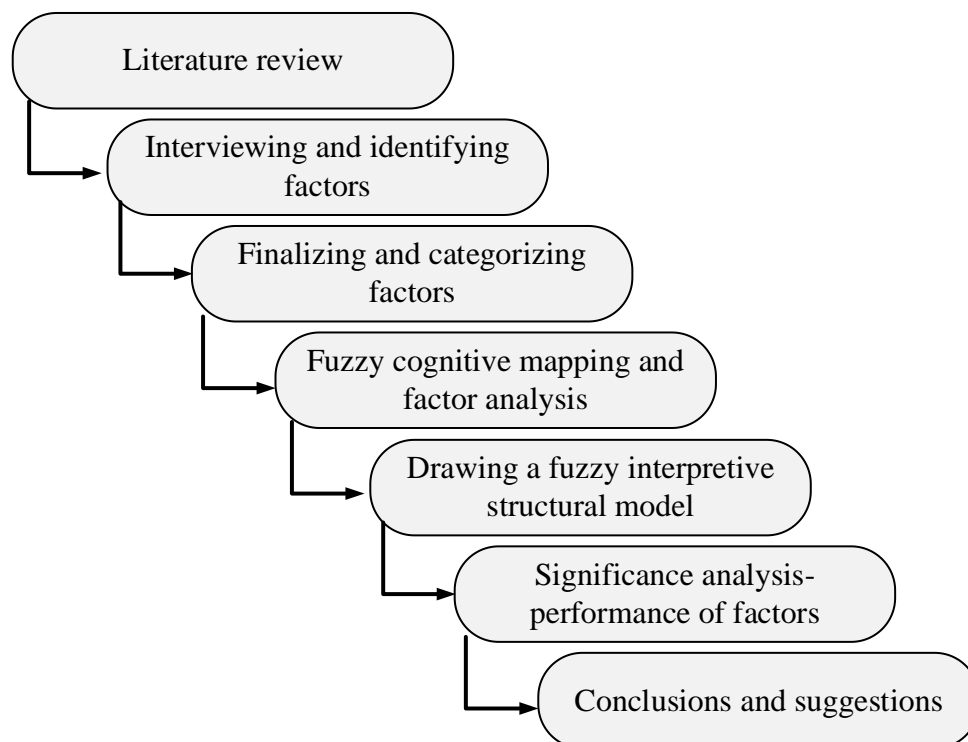 Literature review
Interviewing and identifying
factors
Finalizing and categorizing
factors
Fuzzy cognitive mapping and
factor analysis
Drawing a fuzzy interpretive
structural model
Significance analysis-
performance of factors
Conclusions and suggestions